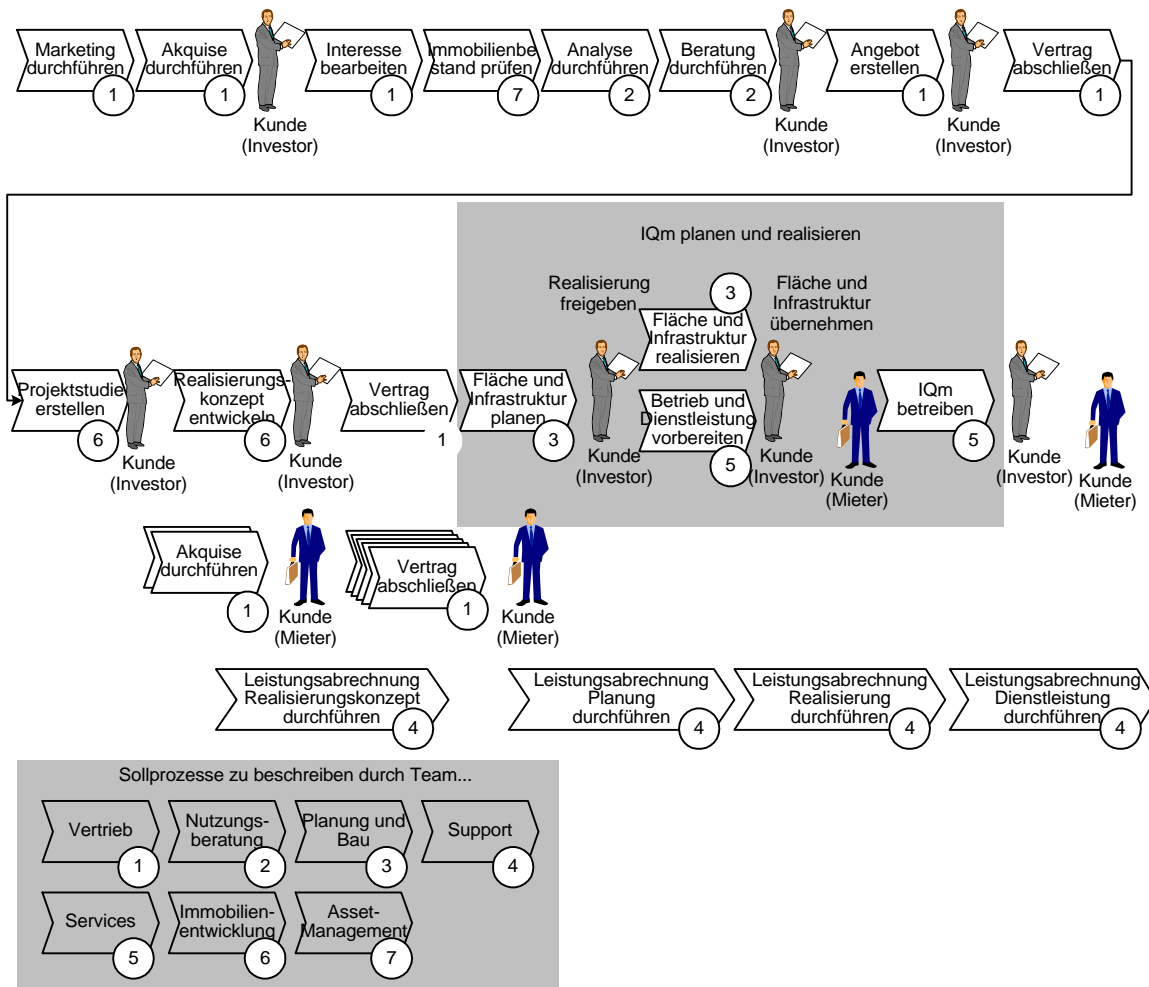 Marketing
durchführen
1
Akquise
durchführen
1
Kunde
(Investor)
Interesse
bearbeiten
1
Immobilienbe
stand prüfen
7
Analyse
durchführen
2
Beratung
durchführen
2
Kunde
(Investor)
Angebot
erstellen
1
Kunde
(Investor)
Vertrag
abschließen
1
IQm planen und realisieren
Projektstudie
erstellen
6
Kunde
(Investor)
Realisierungs-
konzept
entwickeln
6
Kunde
(Investor)
Vertrag
abschließen
1
Fläche und
Infrastruktur
planen
3
Realisierung
freigeben
Kunde
(Investor)
3
Fläche und
Infrastruktur
realisieren
Betrieb und
Dienstleistung
vorbereiten
5
Fläche und
Infrastruktur
übernehmen
Kunde
(Investor)
Kunde
(Mieter)
IQm
betreiben
5
Kunde
(Investor)
Kunde
(Mieter)
Akquise
durchführen
1
Kunde
(Mieter)
Vertrag
abschließen
1
Kunde
(Mieter)
Leistungsabrechnung
Realisierungskonzept
durchführen
4
Leistungsabrechnung
Planung
durchführen
4
Leistungsabrechnung
Realisierung
durchführen
4
Leistungsabrechnung
Dienstleistung
durchführen
4
Sollprozesse zu beschreiben durch Team...
Vertrieb
1
Nutzungs-
beratung
2
Planung und
Bau
3
Support
4
Services
5
Immobilien-
entwicklung
6
Asset-
Management
7